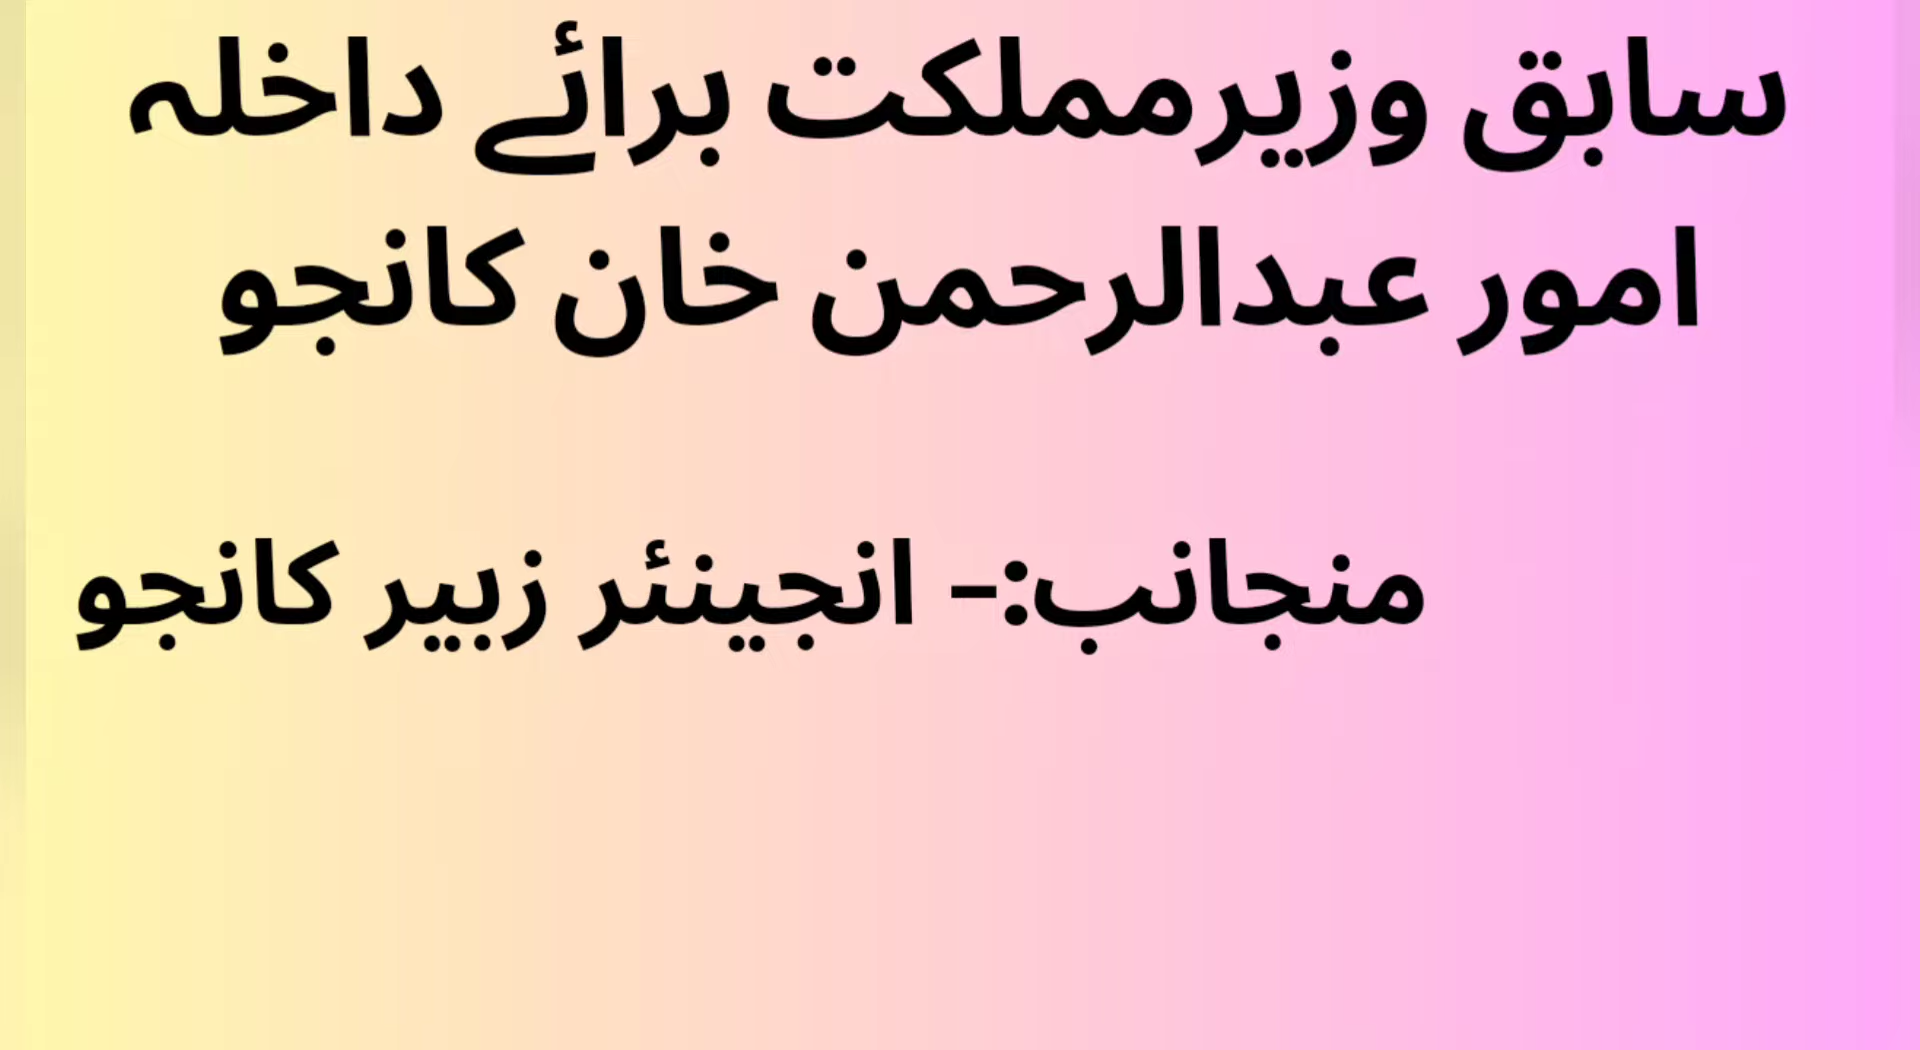 سابق وزیرمملکت برائے داخلہ
امور عبدالرحمن خان کانجو
منجانب:- انجینئر زبیر کانجو